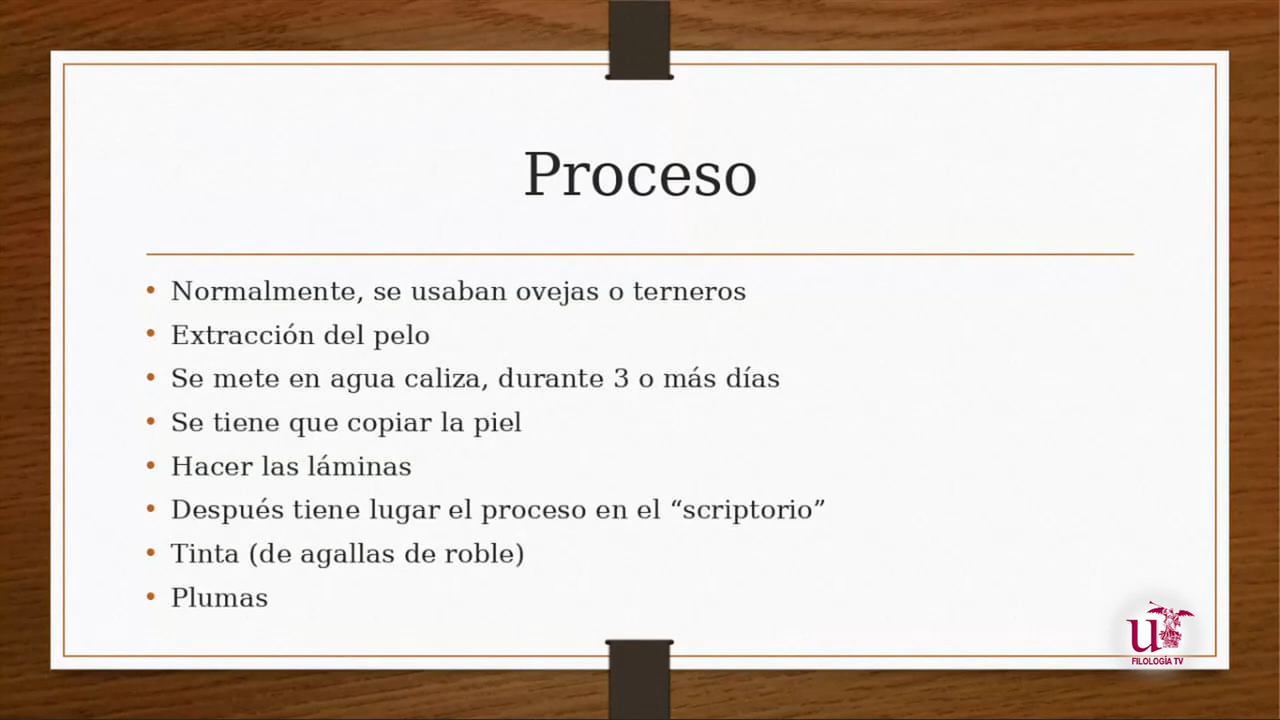 Proceso
• Normalmente, se usaban ovejas o terneros
• Extracción del pelo
• Se mete en agua caliza, durante 3 o más días
• Se tiene que copiar la piel
• Hacer las láminas
• Después tiene lugar el proceso en el “scriptorio”
• Tinta (de agallas de roble)
• Plumas
u
FILOLOGÍA TV